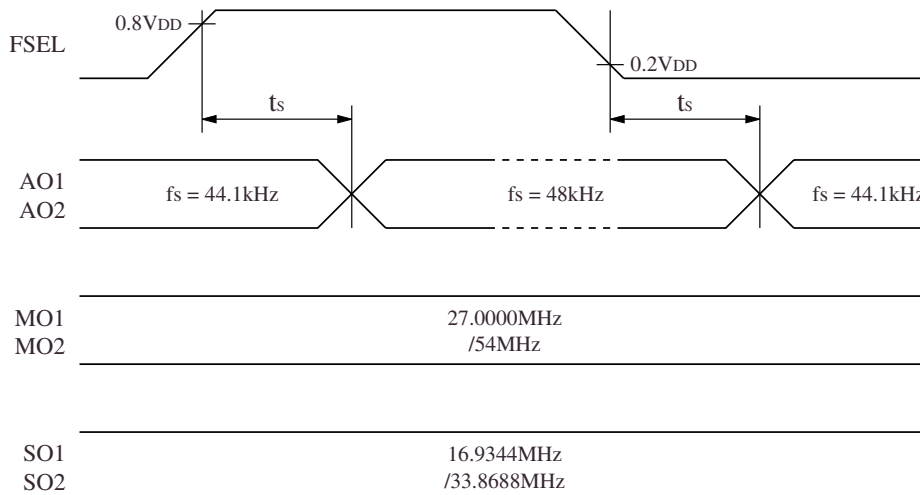 FSEL
0.8VDD
0.2VDD
ts
ts
AO1
AO2
fs = 44.1kHz
fs = 48kHz
fs = 44.1kHz
MO1
MO2
27.0000MHz
/54MHz
SO1
SO2
16.9344MHz
/33.8688MHz